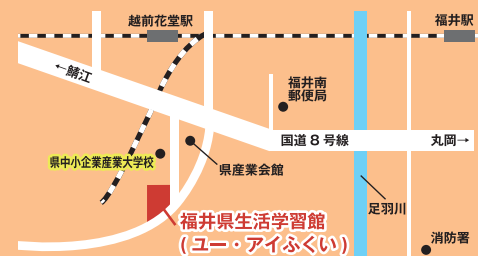 越前花堂駅
福井駅
←鯖江
福井南
郵便局
国道8号線
丸岡→
県中小企業産業大学校
県産業会館
足羽川
福井県生活学習館
(ユー・アイふくい)
消防署